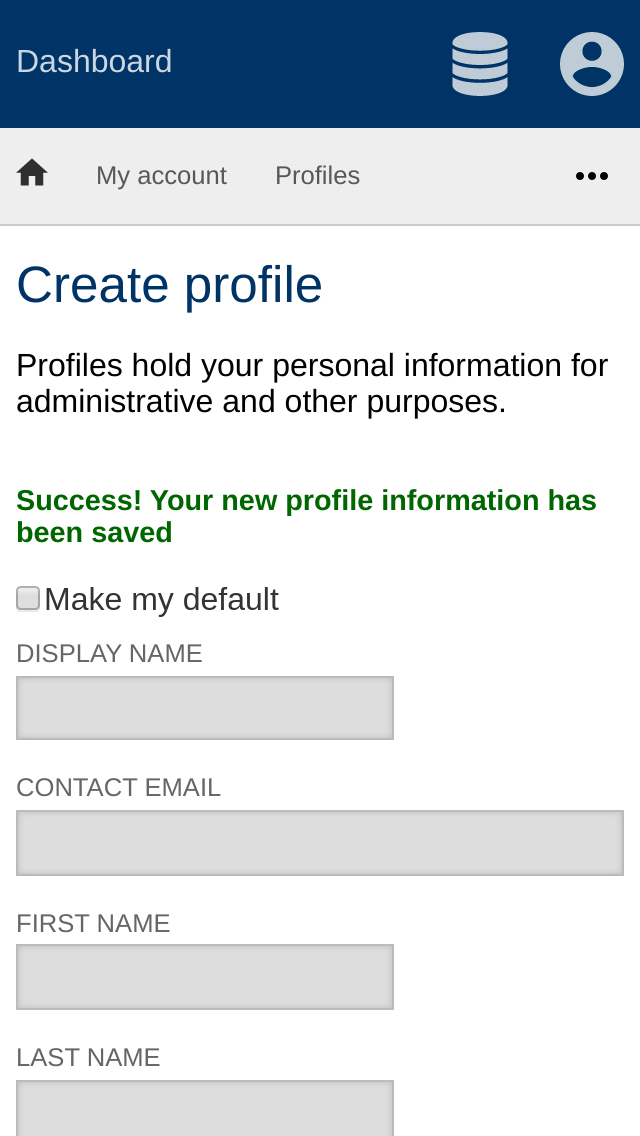 Dashboard
My account Profiles
Create profile
Profiles hold your personal information for
administrative and other purposes.
Success! Your new profile information has
been saved
Make my default
DISPLAY NAME
CONTACT EMAIL
FIRST NAME
LAST NAME